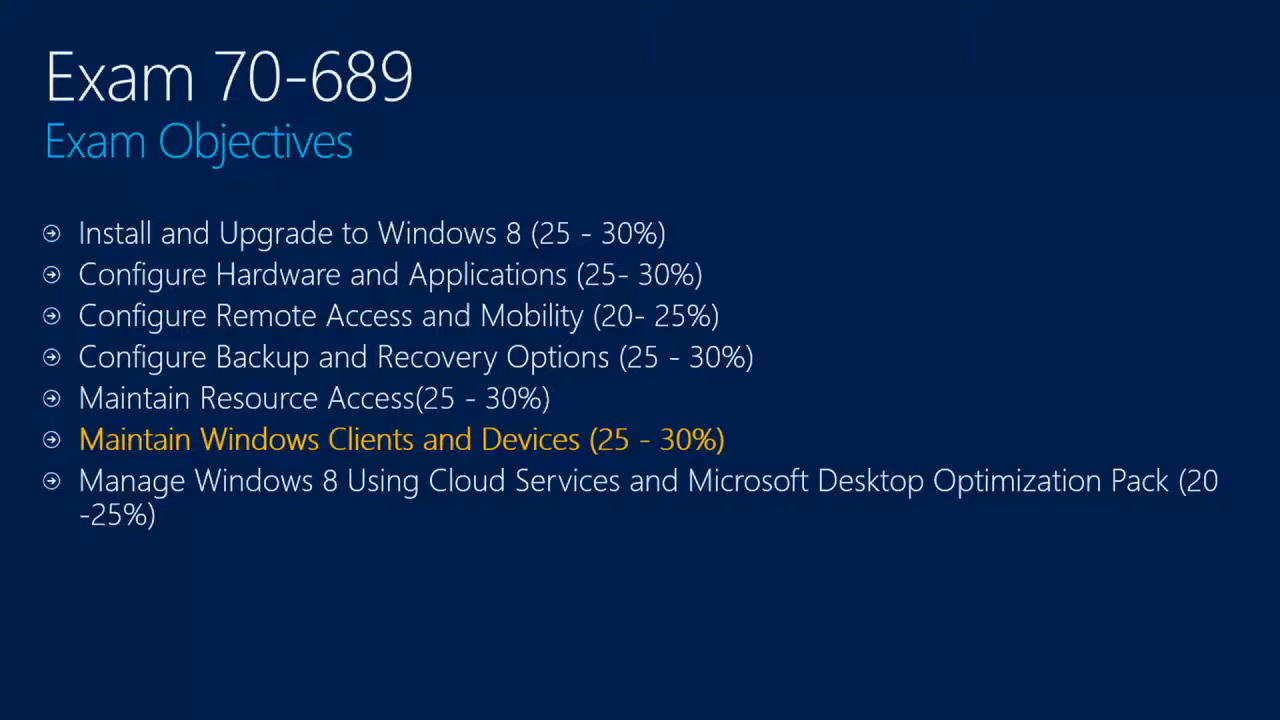 Exam 70-689
Exam Objectives
Install and Upgrade to Windows 8 (25 - 30%)
Configure Hardware and Applications (25- 30%)
Configure Remote Access and Mobility (20- 25%)
Configure Backup and Recovery Options (25 - 30%)
Maintain Resource Access(25 - 30%)
Maintain Windows Clients and Devices (25 - 30%)
Manage Windows 8 Using Cloud Services and Microsoft Desktop Optimization Pack (20
-25%)